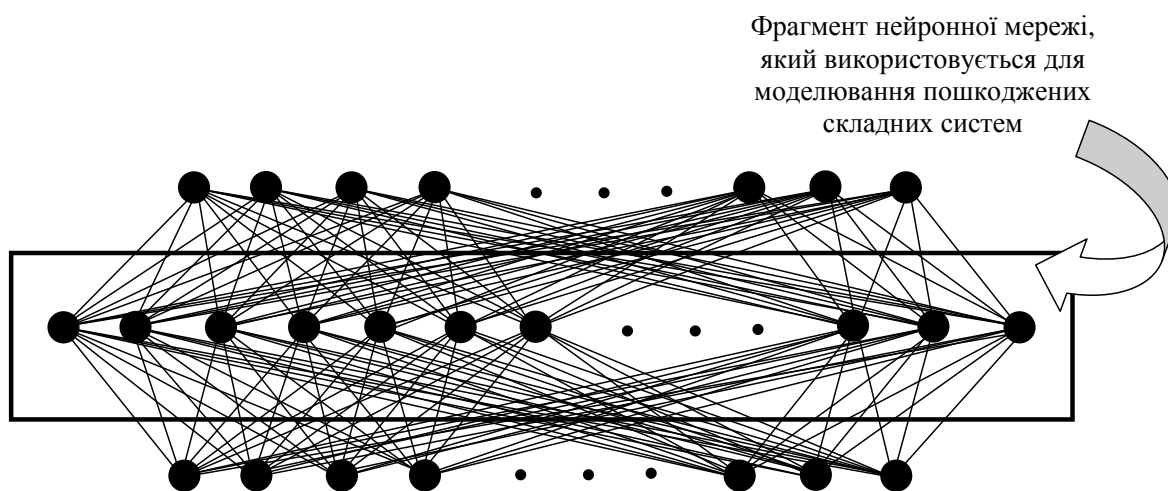 Фрагмент нейронної мережі,
який використовується для
моделювання пошкоджених
складних систем